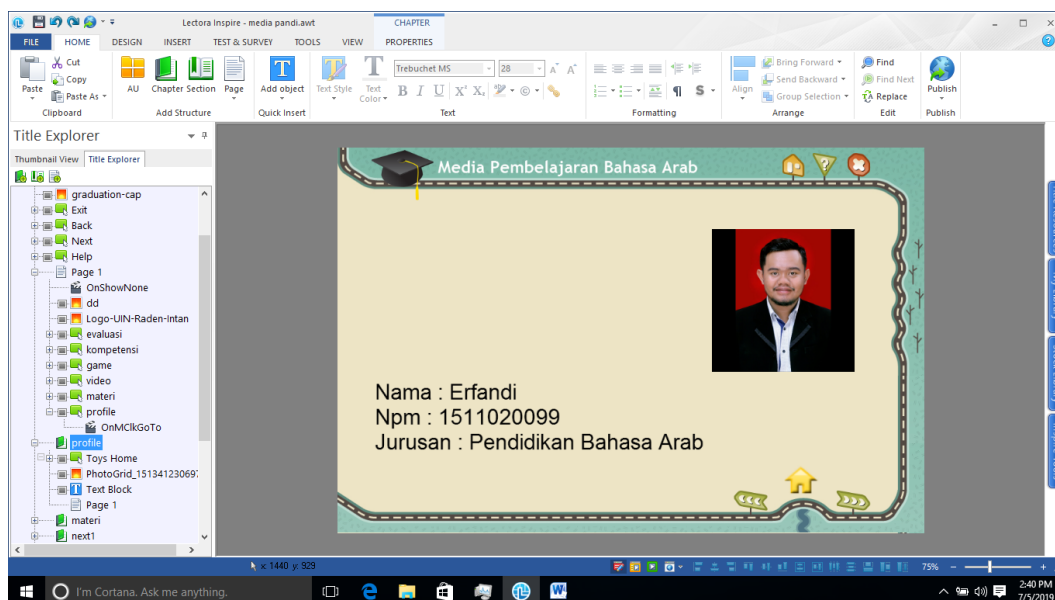 Lectora Inspire - media pandi.awt
CHAPTER
FILE HOME DESIGN INSERT TEST & SURVEY TOOLS VIEW PROPERTIES
Paste
Cut
Copy
Paste As
Clipboard
AU
Chapter
Section
Page
Add Structure
Add object
Quick Insert
Text Style
Text Color
Trebuchet MS
28
B I U X² X₂
Text
Formatting
Align
Bring Forward
Send Backward
Group Selection
Arrange
Find
Find Next
Replace
Edit
Publish
Publish
Title Explorer
Thumbnail View
Title Explorer
graduation-cap
Exit
Back
Next
Help
Page 1
OnShowNone
dd
Logo-UIN-Raden-Intan
evaluasi
kompetensi
game
video
materi
profile
OnMClkGoTo
profile
Toys Home
PhotoGrid_151341230697
Text Block
Page 1
materi
next1
Media Pembelajaran Bahasa Arab
Nama : Erfandi
Npm : 1511020099
Jurusan : Pendidikan Bahasa Arab
x: 1440 y: 929
75%
I'm Cortana. Ask me anything.
2:40 PM
7/5/2019